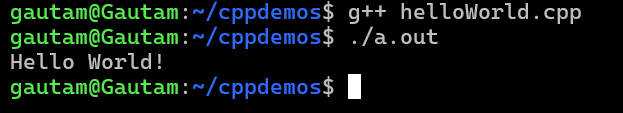 gautam@Gautam:~/cppdemos$ g++ helloWorld.cpp
gautam@Gautam:~/cppdemos$ ./a.out
Hello World!
gautam@Gautam:~/cppdemos$